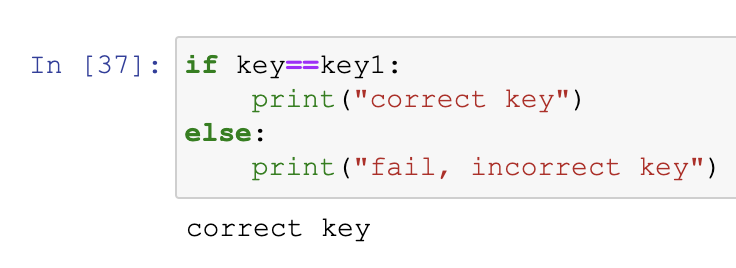 In [37]: if key==key1:
    print("correct key")
else:
    print("fail, incorrect key")
correct key